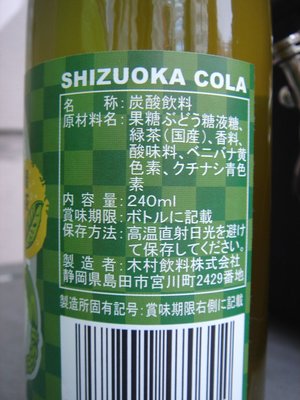 SHIZUOKA COLA
名 称:炭酸飲料
原材料名:果糖ぶどう糖液糖、
緑茶(国産)、香料、
酸味料、ベニバナ黄
色素、クチナシ青色
素
内 容 量:240ml
賞味期限:ボトルに記載
保存方法:高温直射日光を避け
て保存してください。
製 造 者:木村飲料株式会社
静岡県島田市宮川町2429番地
製造所固有記号:賞味期限右側に記載